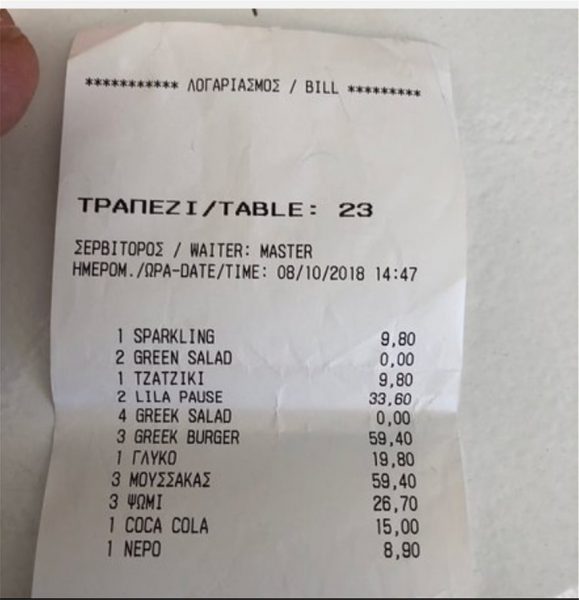 *********** ΛΟΓΑΡΙΑΣΜΟΣ / BILL *********
ΤΡΑΠΕΖΙ/TABLE: 23
ΣΕΡΒΙΤΟΡΟΣ / WAITER: MASTER
ΗΜΕΡΟΜ./ΩΡΑ-DATE/TIME: 08/10/2018 14:47
1 SPARKLING 9,80
2 GREEN SALAD 0,00
1 TZATZIKI 9,80
2 LILA PAUSE 33,60
4 GREEK SALAD 0,00
3 GREEK BURGER 59,40
1 ΓΛΥΚΟ 19,80
3 ΜΟΥΣΣΑΚΑΣ 59,40
3 ΨΩΜΙ 26,70
1 COCA COLA 15,00
1 ΝΕΡΟ 8,90